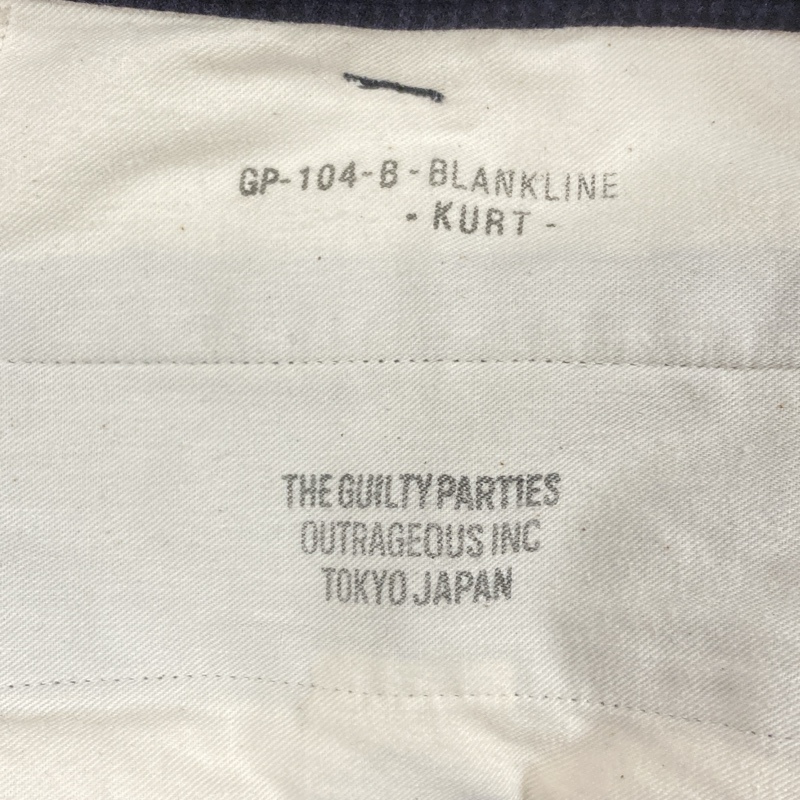 GP-104-B-BLANKLINE
- KURT -
THE GUILTY PARTIES
OUTRAGEOUS INC
TOKYO JAPAN